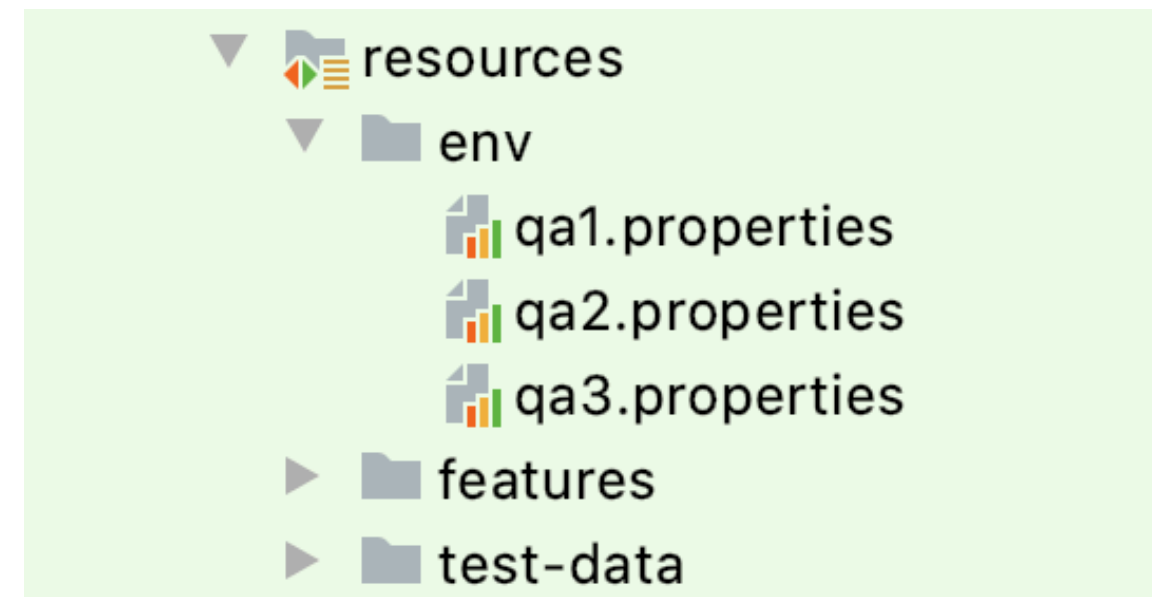 resources
env
qa1.properties
qa2.properties
qa3.properties
features
test-data